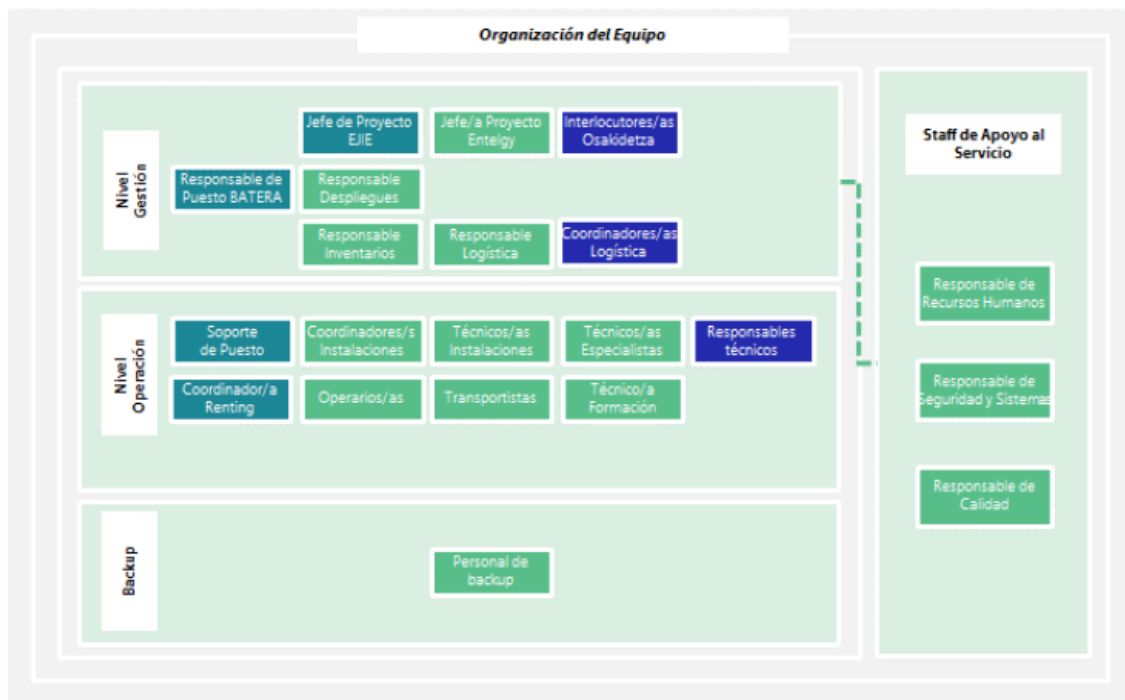 Organización del Equipo
Nivel
Gestión
Jefe de Proyecto
EJIE
Jefe/a Proyecto
Entelgy
Interlocutores/as
Osakidetza
Responsable de
Puesto BATERA
Responsable
Despliegues
Responsable
Inventarios
Responsable
Logística
Coordinadores/as
Logística
Nivel
Operación
Soporte
de Puesto
Coordinadores/s
Instalaciones
Técnicos/as
Instalaciones
Técnicos/as
Especialistas
Responsables
técnicos
Coordinador/a
Renting
Operarios/as
Transportistas
Técnico/a
Formación
Backup
Personal de
backup
Staff de Apoyo al
Servicio
Responsable de
Recursos Humanos
Responsable de
Seguridad y Sistemas
Responsable de
Calidad